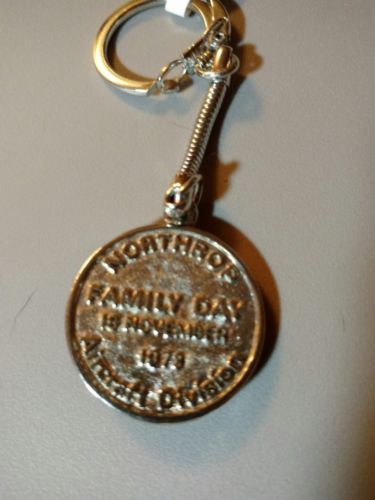 NORTHROP
FAMILY DAY
NOVEMBER
Aircraft Division